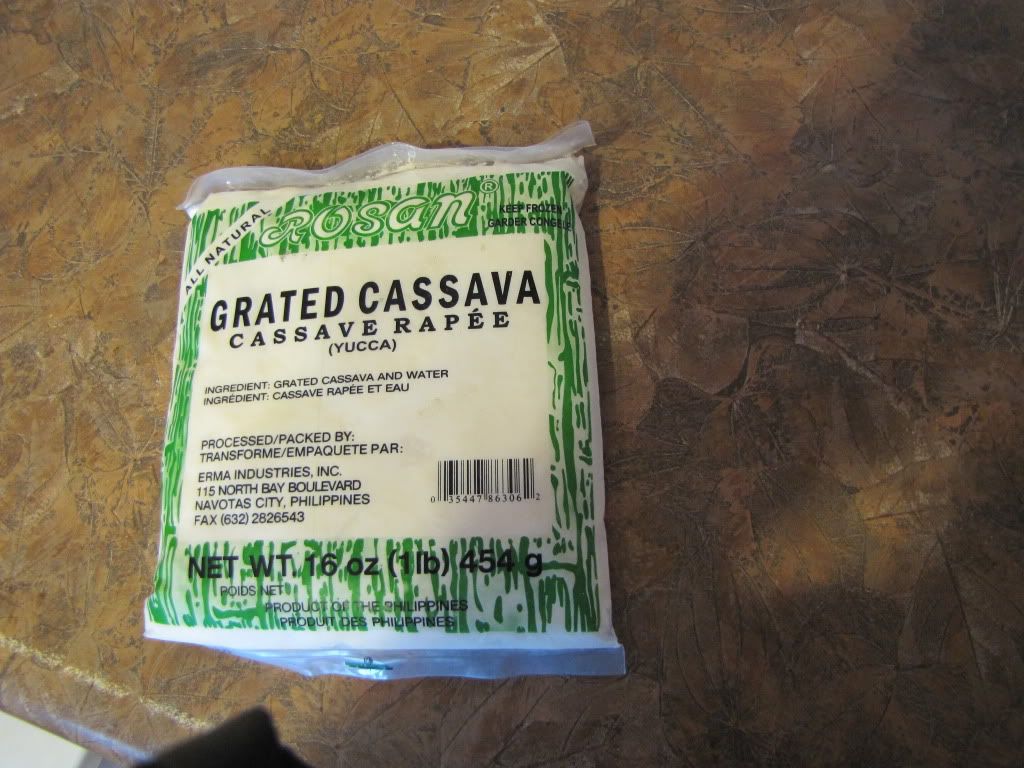 ALL NATURAL
Rosan®
KEEP FROZEN
GARDER CONGELE
GRATED CASSAVA
CASSAVE RAPÉE
(YUCCA)
INGREDIENT: GRATED CASSAVA AND WATER
INGRÉDIENT: CASSAVE RAPÉE ET EAU
PROCESSED/PACKED BY:
TRANSFORME/EMPAQUETE PAR:
ERMA INDUSTRIES, INC.
115 NORTH BAY BOULEVARD
NAVOTAS CITY, PHILIPPINES
FAX (632) 2826543
0 35447 86306 2
NET WT. 16 oz (1 lb) 454 g
POIDS NET
PRODUCT OF THE PHILIPPINES
PRODUIT DES PHILIPPINES